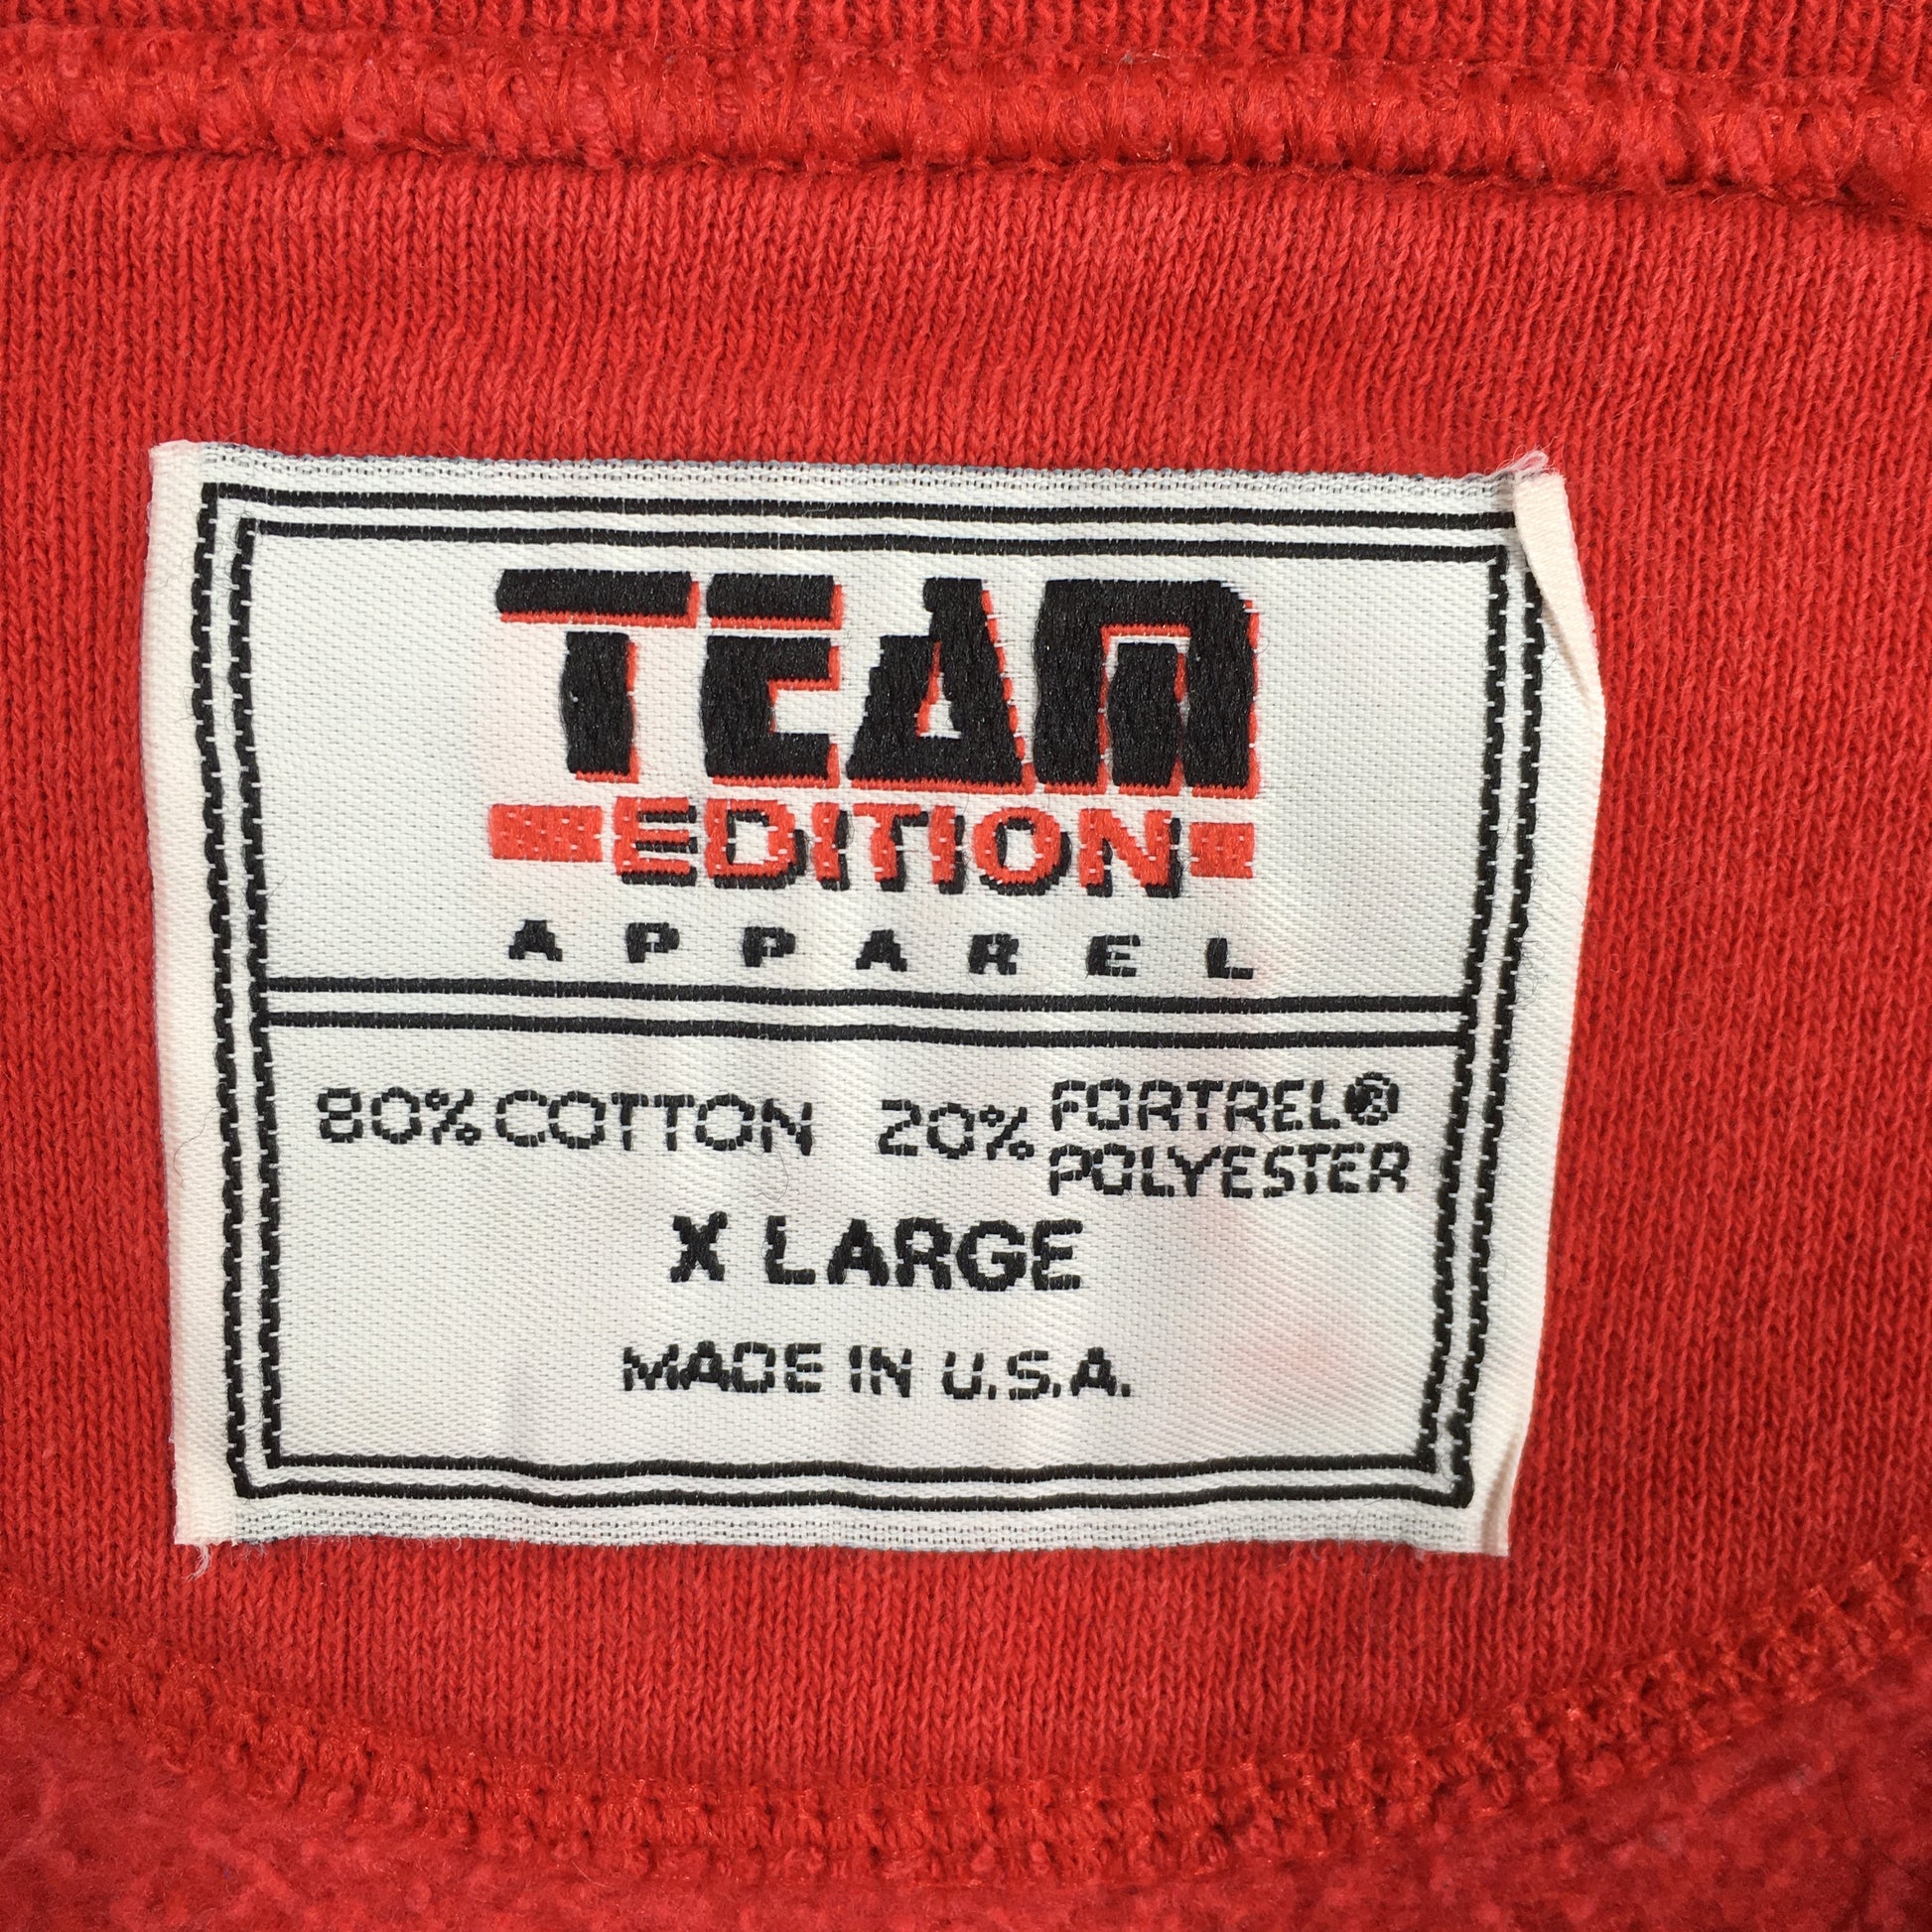 TEAM
EDITION
APPAREL
80% COTTON 20% FORTREL®
POLYESTER
X LARGE
MADE IN U.S.A.